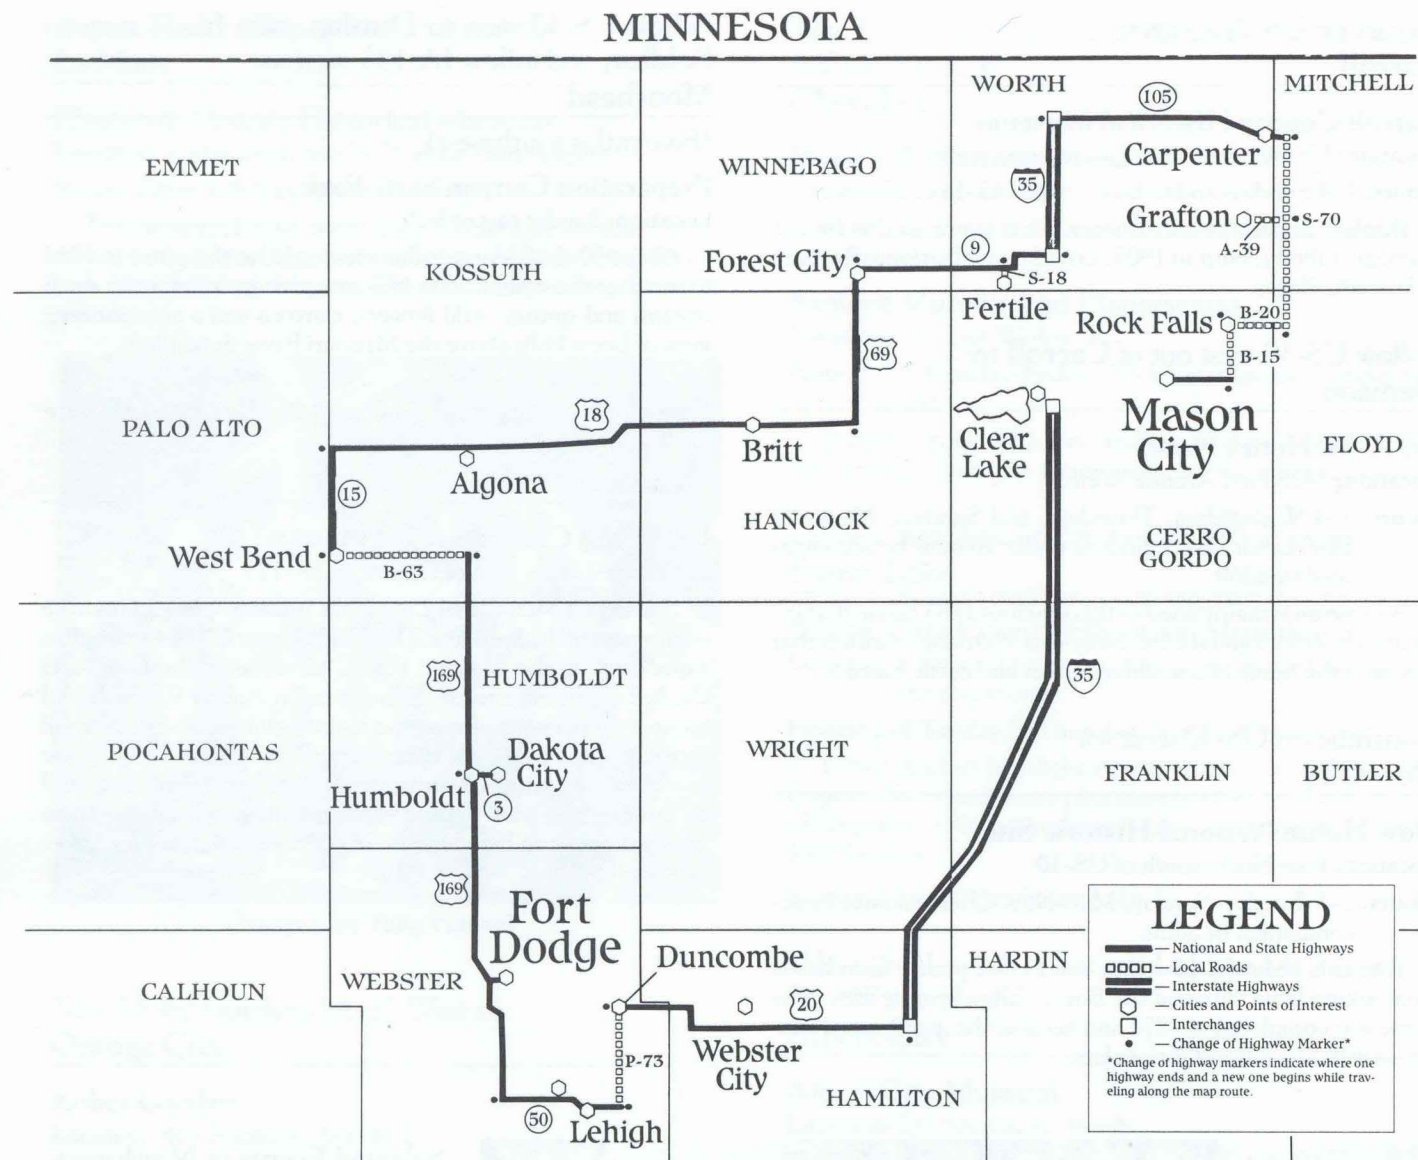 MINNESOTA
WORTH
MITCHELL
105
EMMET
WINNEBAGO
Carpenter
35
Grafton
S-70
A-39
KOSSUTH
Forest City
9
S-18
Fertile
Rock Falls
B-20
B-15
69
18
PALO ALTO
Britt
Clear
Lake
Mason
City
FLOYD
Algona
15
HANCOCK
CERRO
GORDO
West Bend
B-63
169
HUMBOLDT
35
POCAHONTAS
Dakota
City
WRIGHT
FRANKLIN
BUTLER
Humboldt
3
169
Fort
Dodge
Duncombe
HARDIN
CALHOUN
WEBSTER
20
P-73
Webster
City
HAMILTON
50
Lehigh
LEGEND
— National and State Highways
— Local Roads
— Interstate Highways
— Cities and Points of Interest
— Interchanges
— Change of Highway Marker*
*Change of highway markers indicate where one
highway ends and a new one begins while trav-
eling along the map route.